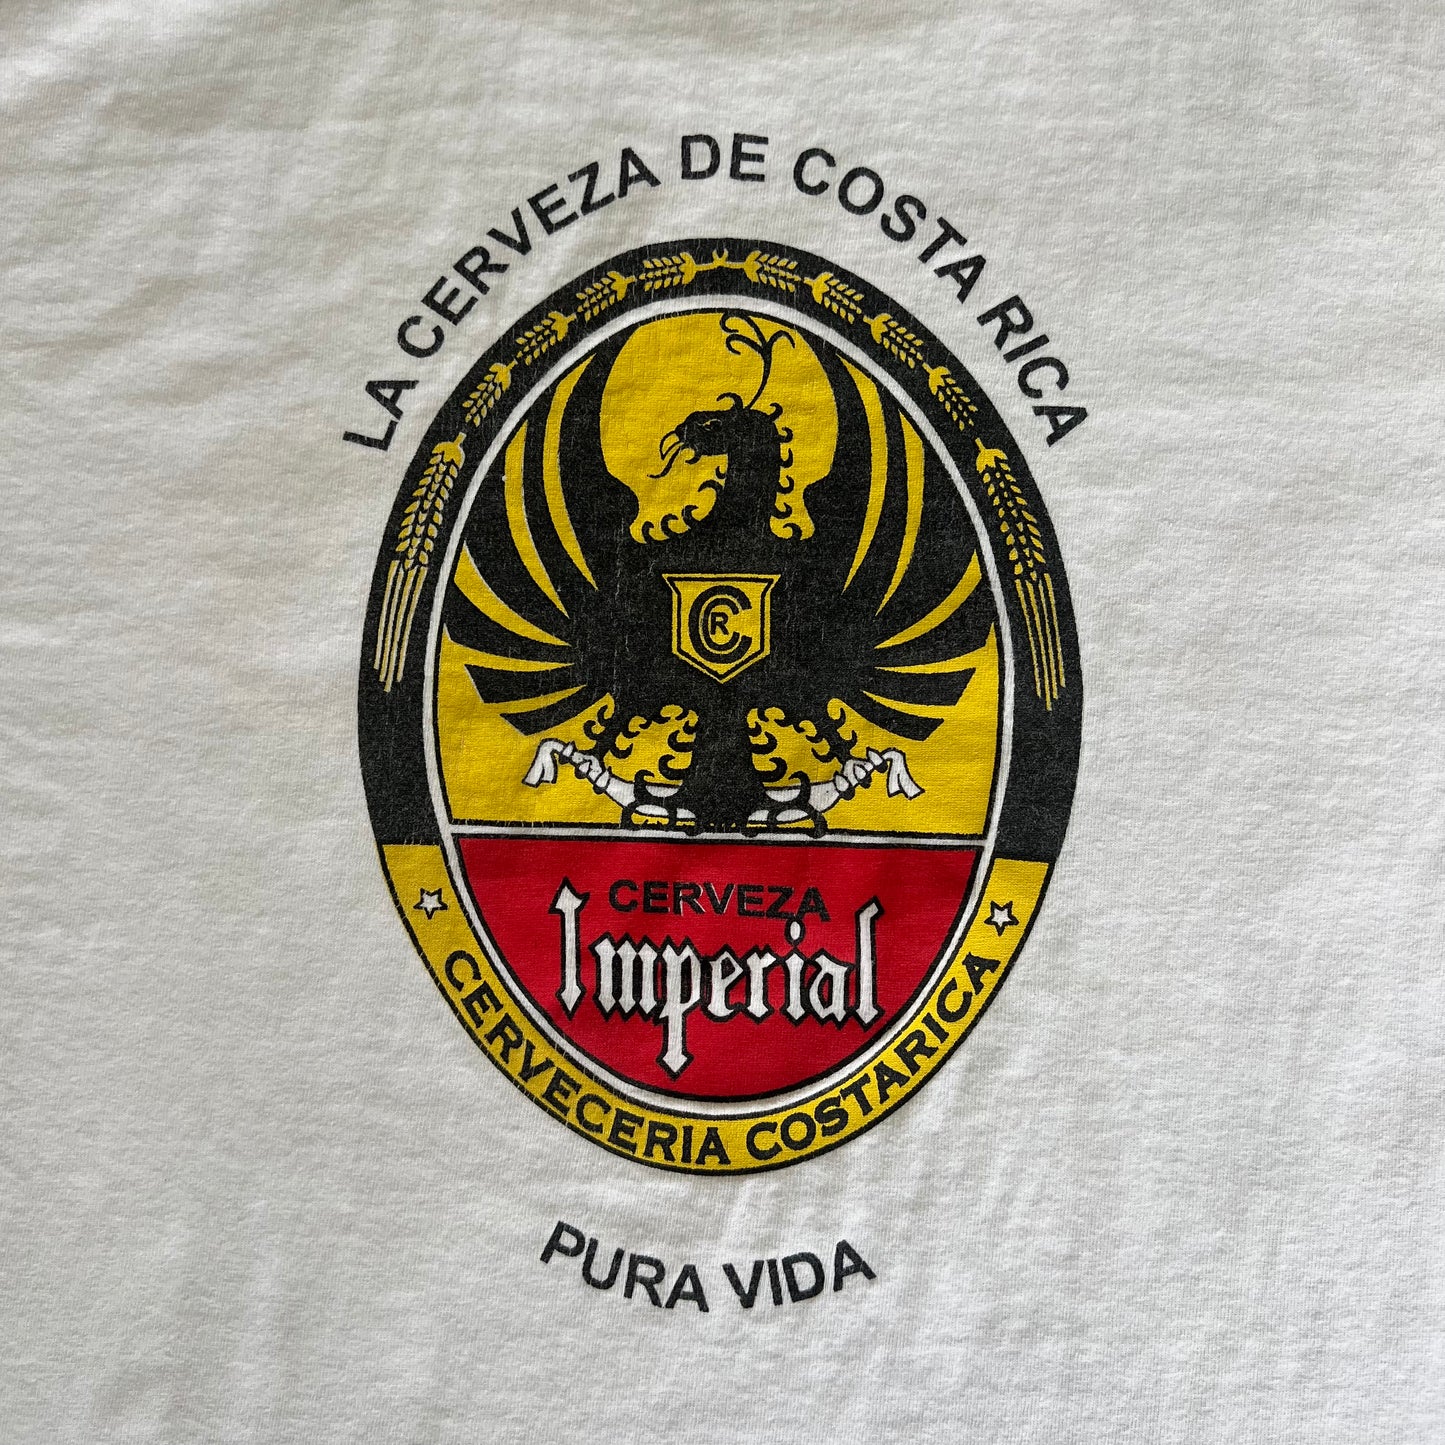 LA CERVEZA DE COSTA RICA
CRC
CERVEZA
Imperial
CERVECERIA COSTARICA
PURA VIDA